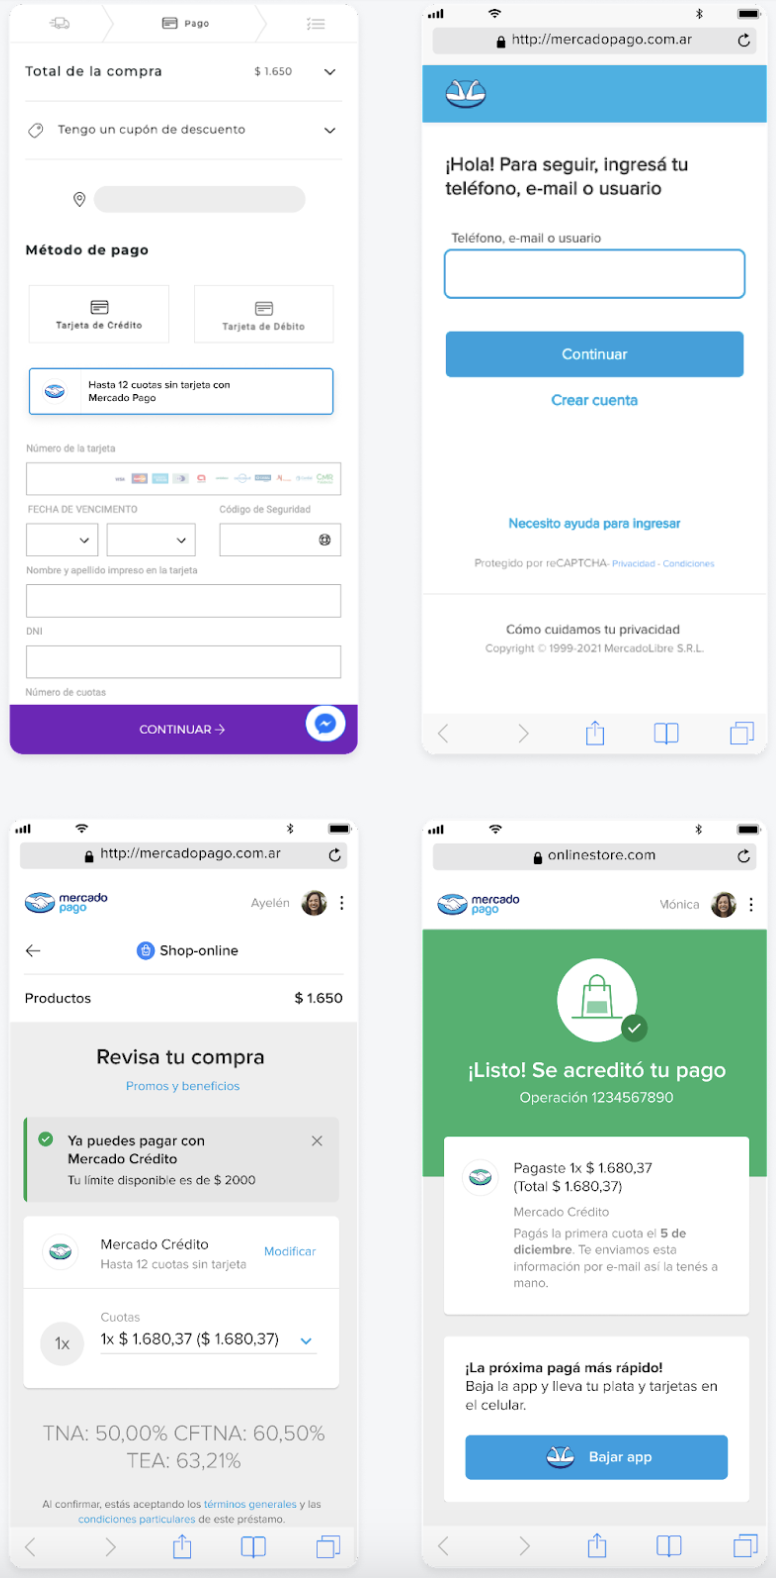 Pago
Total de la compra
$ 1.650
Tengo un cupón de descuento
Método de pago
Tarjeta de Crédito
Tarjeta de Débito
Hasta 12 cuotas sin tarjeta con
Mercado Pago
Número de la tarjeta
VISA
FECHA DE VENCIMENTO
Código de Seguridad
Nombre y apellido impreso en la tarjeta
DNI
Número de cuotas
CONTINUAR
http://mercadopago.com.ar
¡Hola! Para seguir, ingresá tu
teléfono, e-mail o usuario
Teléfono, e-mail o usuario
Continuar
Crear cuenta
Necesito ayuda para ingresar
Protegido por reCAPTCHA- Privacidad - Condiciones
Cómo cuidamos tu privacidad
Copyright © 1999-2021 MercadoLibre S.R.L.
http://mercadopago.com.ar
mercado
pago
Ayelén
Shop-online
Productos
$ 1.650
Revisa tu compra
Promos y beneficios
Ya puedes pagar con
Mercado Crédito
Tu límite disponible es de $ 2000
Mercado Crédito
Modificar
Hasta 12 cuotas sin tarjeta
Cuotas
1x
1x $ 1.680,37 ($ 1.680,37)
TNA: 50,00% CFTNA: 60,50%
TEA: 63,21%
Al confirmar, estás aceptando los términos generales y las
condiciones particulares de este préstamo.
onlinestore.com
mercado
pago
Mónica
¡Listo! Se acreditó tu pago
Operación 1234567890
Pagaste 1x $ 1.680,37
(Total $ 1.680,37)
Mercado Crédito
Pagás la primera cuota el 5 de
diciembre. Te enviamos esta
información por e-mail así la tenés a
mano.
¡La próxima pagá más rápido!
Baja la app y lleva tu plata y tarjetas en
el celular.
Bajar app